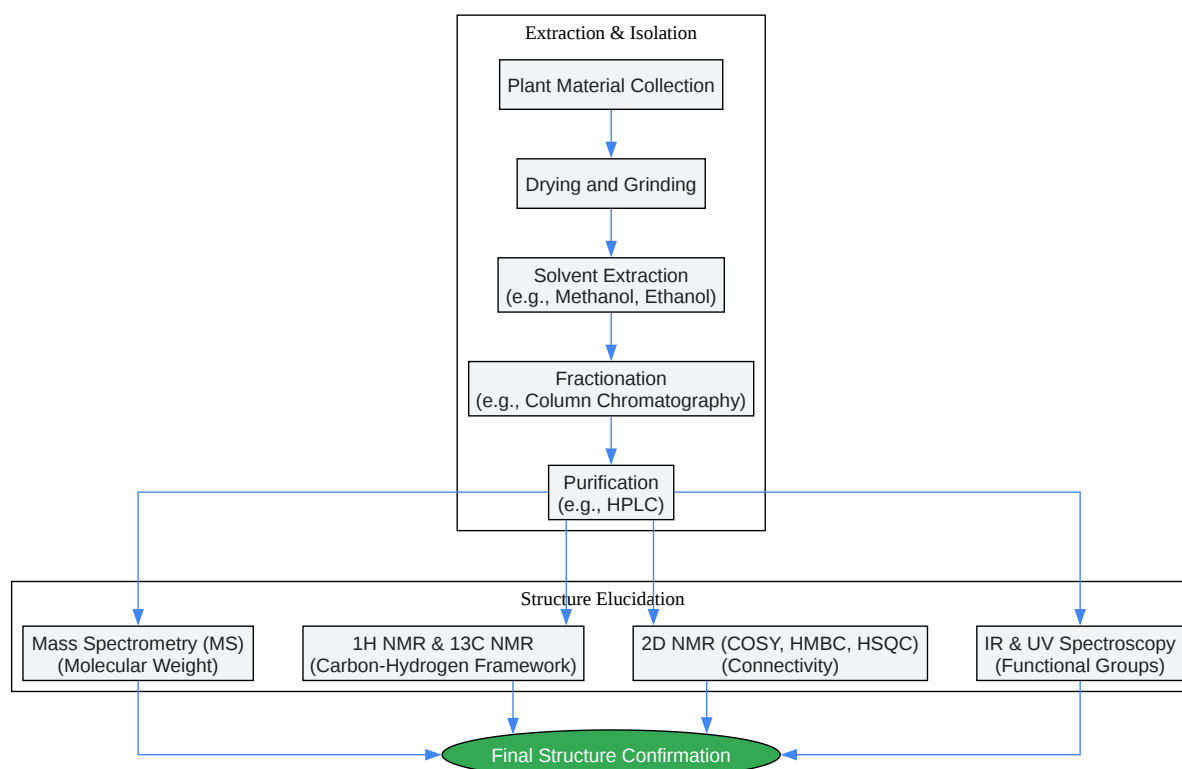 Extraction & Isolation
Plant Material Collection
Drying and Grinding
Solvent Extraction
(e.g., Methanol, Ethanol)
Fractionation
(e.g., Column Chromatography)
Purification
(e.g., HPLC)
Structure Elucidation
Mass Spectrometry (MS)
(Molecular Weight)
1H NMR & 13C NMR
(Carbon-Hydrogen Framework)
2D NMR (COSY, HMBC, HSQC)
(Connectivity)
IR & UV Spectroscopy
(Functional Groups)
Final Structure Confirmation